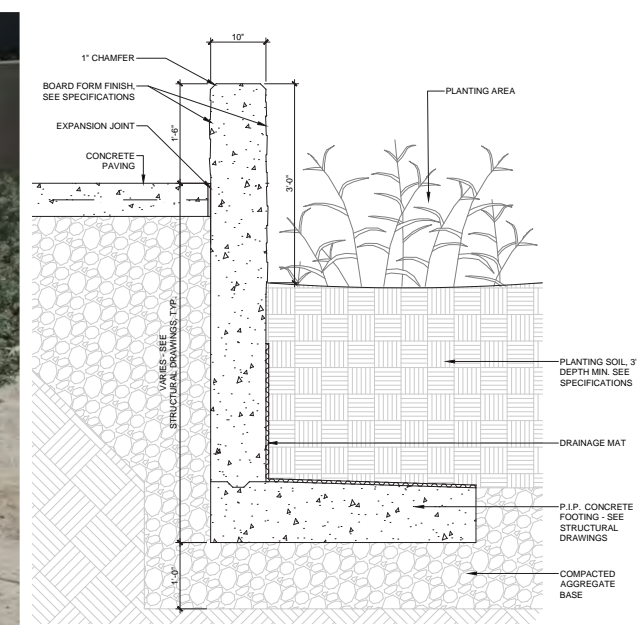 10"
1" CHAMFER
BOARD FORM FINISH,
SEE SPECIFICATIONS
EXPANSION JOINT
CONCRETE
PAVING
1'-6"
3'-0"
PLANTING AREA
VARIES - SEE
STRUCTURAL DRAWINGS, TYP.
PLANTING SOIL, 3'
DEPTH MIN. SEE
SPECIFICATIONS
DRAINAGE MAT
P.I.P. CONCRETE
FOOTING - SEE
STRUCTURAL
DRAWINGS
1'-0"
COMPACTED
AGGREGATE
BASE